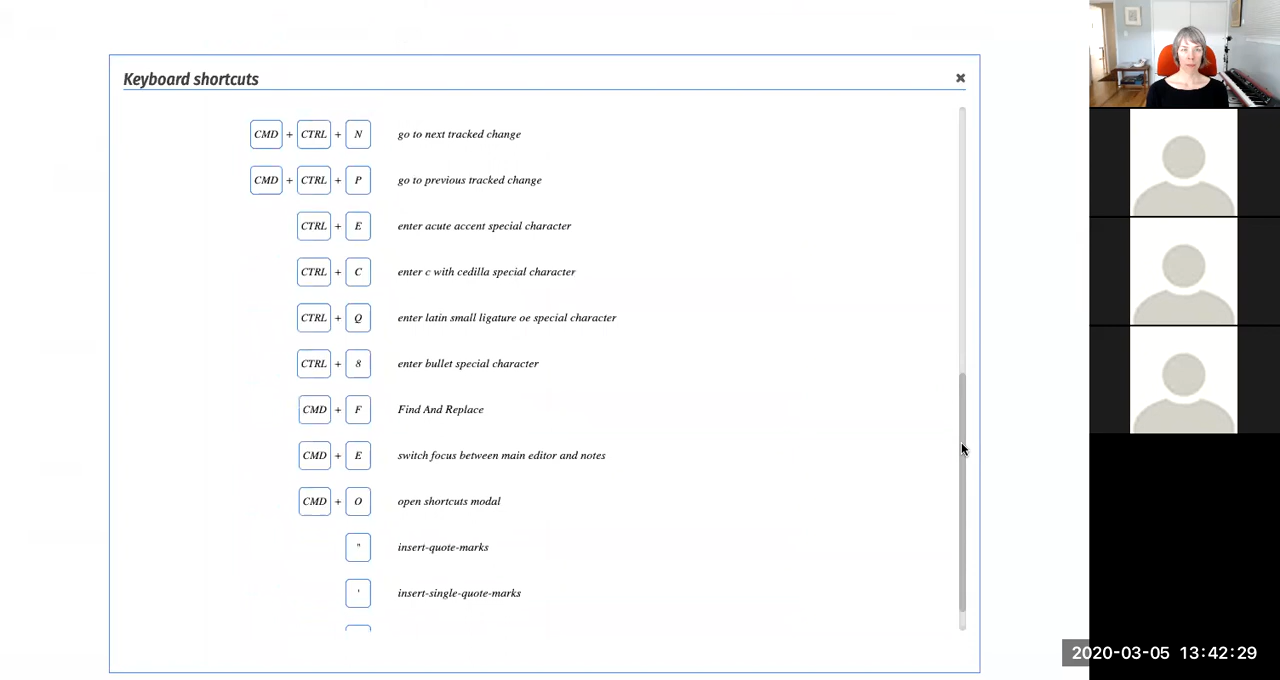 Keyboard shortcuts ✖
CMD + CTRL + N go to next tracked change
CMD + CTRL + P go to previous tracked change
CTRL + E enter acute accent special character
CTRL + C enter c with cedilla special character
CTRL + Q enter latin small ligature oe special character
CTRL + 8 enter bullet special character
CMD + F Find And Replace
CMD + E switch focus between main editor and notes
CMD + O open shortcuts modal
" insert-quote-marks
' insert-single-quote-marks
2020-03-05 13:42:29